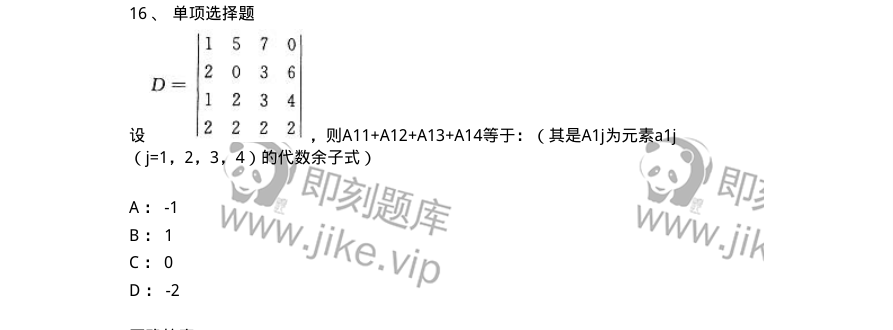 16 、 单项选择题
D =
1 5 7 0
2 0 3 6
1 2 3 4
2 2 2 2
设 ，则A11+A12+A13+A14等于：（其是A1j为元素a1j
（j=1，2，3，4）的代数余子式）
A： -1
B： 1
C： 0
D： -2
即刻题库
www.jike.vip
即刻
www.jik